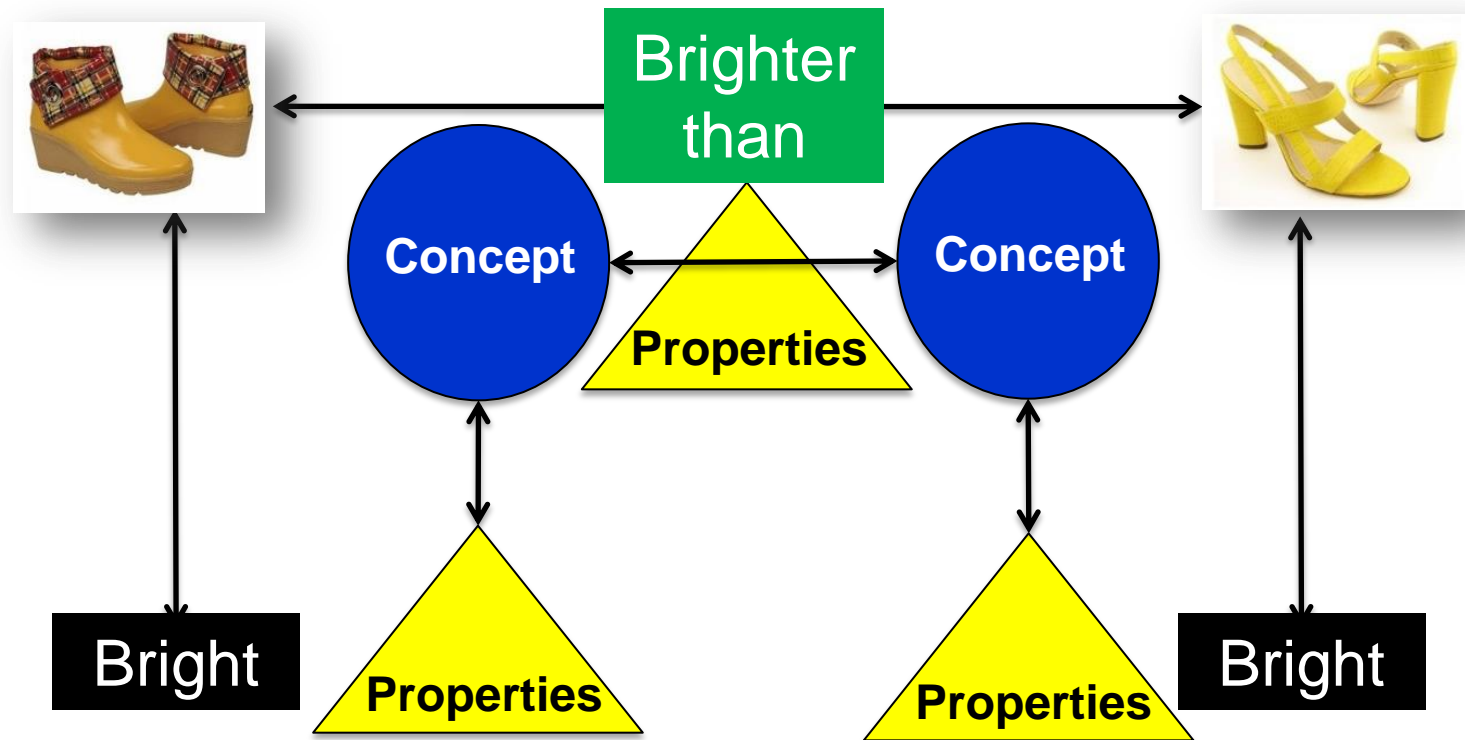 Brighter
than
Concept
Concept
Properties
Bright
Properties
Properties
Bright